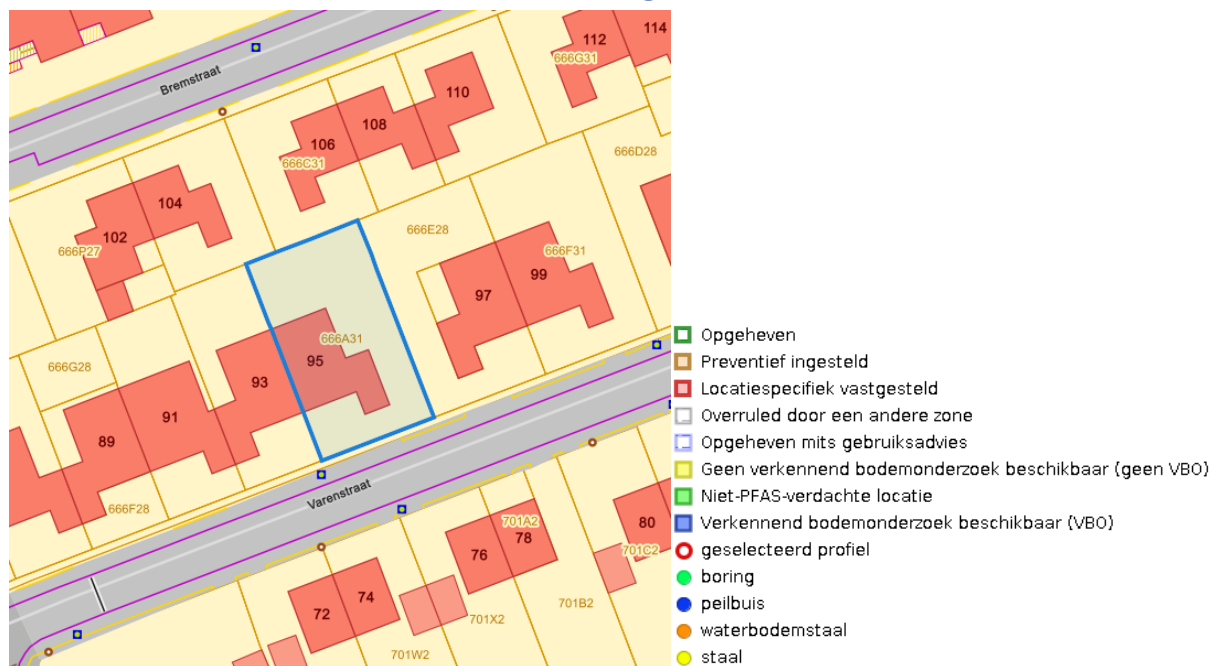 112
114
666G31
Bremstraat
110
108
106
666C31
666D28
104
102
666P27
666E28
666F31
99
97
666A31
95
93
666G28
91
89
666F28
Varenstraat
701A2
78
76
80
701C2
74
72
701X2
701B2
701W2
Opgeheven
Preventief ingesteld
Locatiespecifiek vastgesteld
Overruled door een andere zone
Opgeheven mits gebruiksadvies
Geen verkennend bodemonderzoek beschikbaar (geen VBO)
Niet-PFAS-verdachte locatie
Verkennend bodemonderzoek beschikbaar (VBO)
geselecteerd profiel
boring
peilbuis
waterbodemstaal
staal